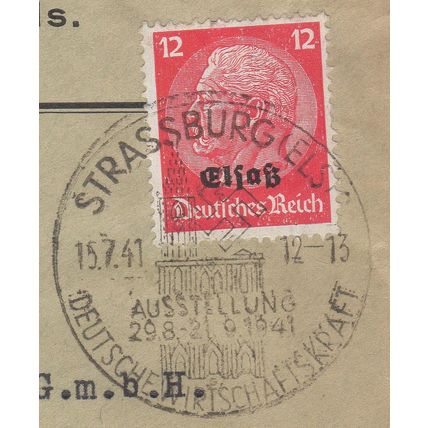 is.
12 12
Elsaß
Deutsches Reich
STRASSBURG (ELS)
15.7.41 12-13
AUSSTELLUNG
29.8-21.9.1941
DEUTSCHE WIRTSCHAFTSKRAFT
G.m.b.H.